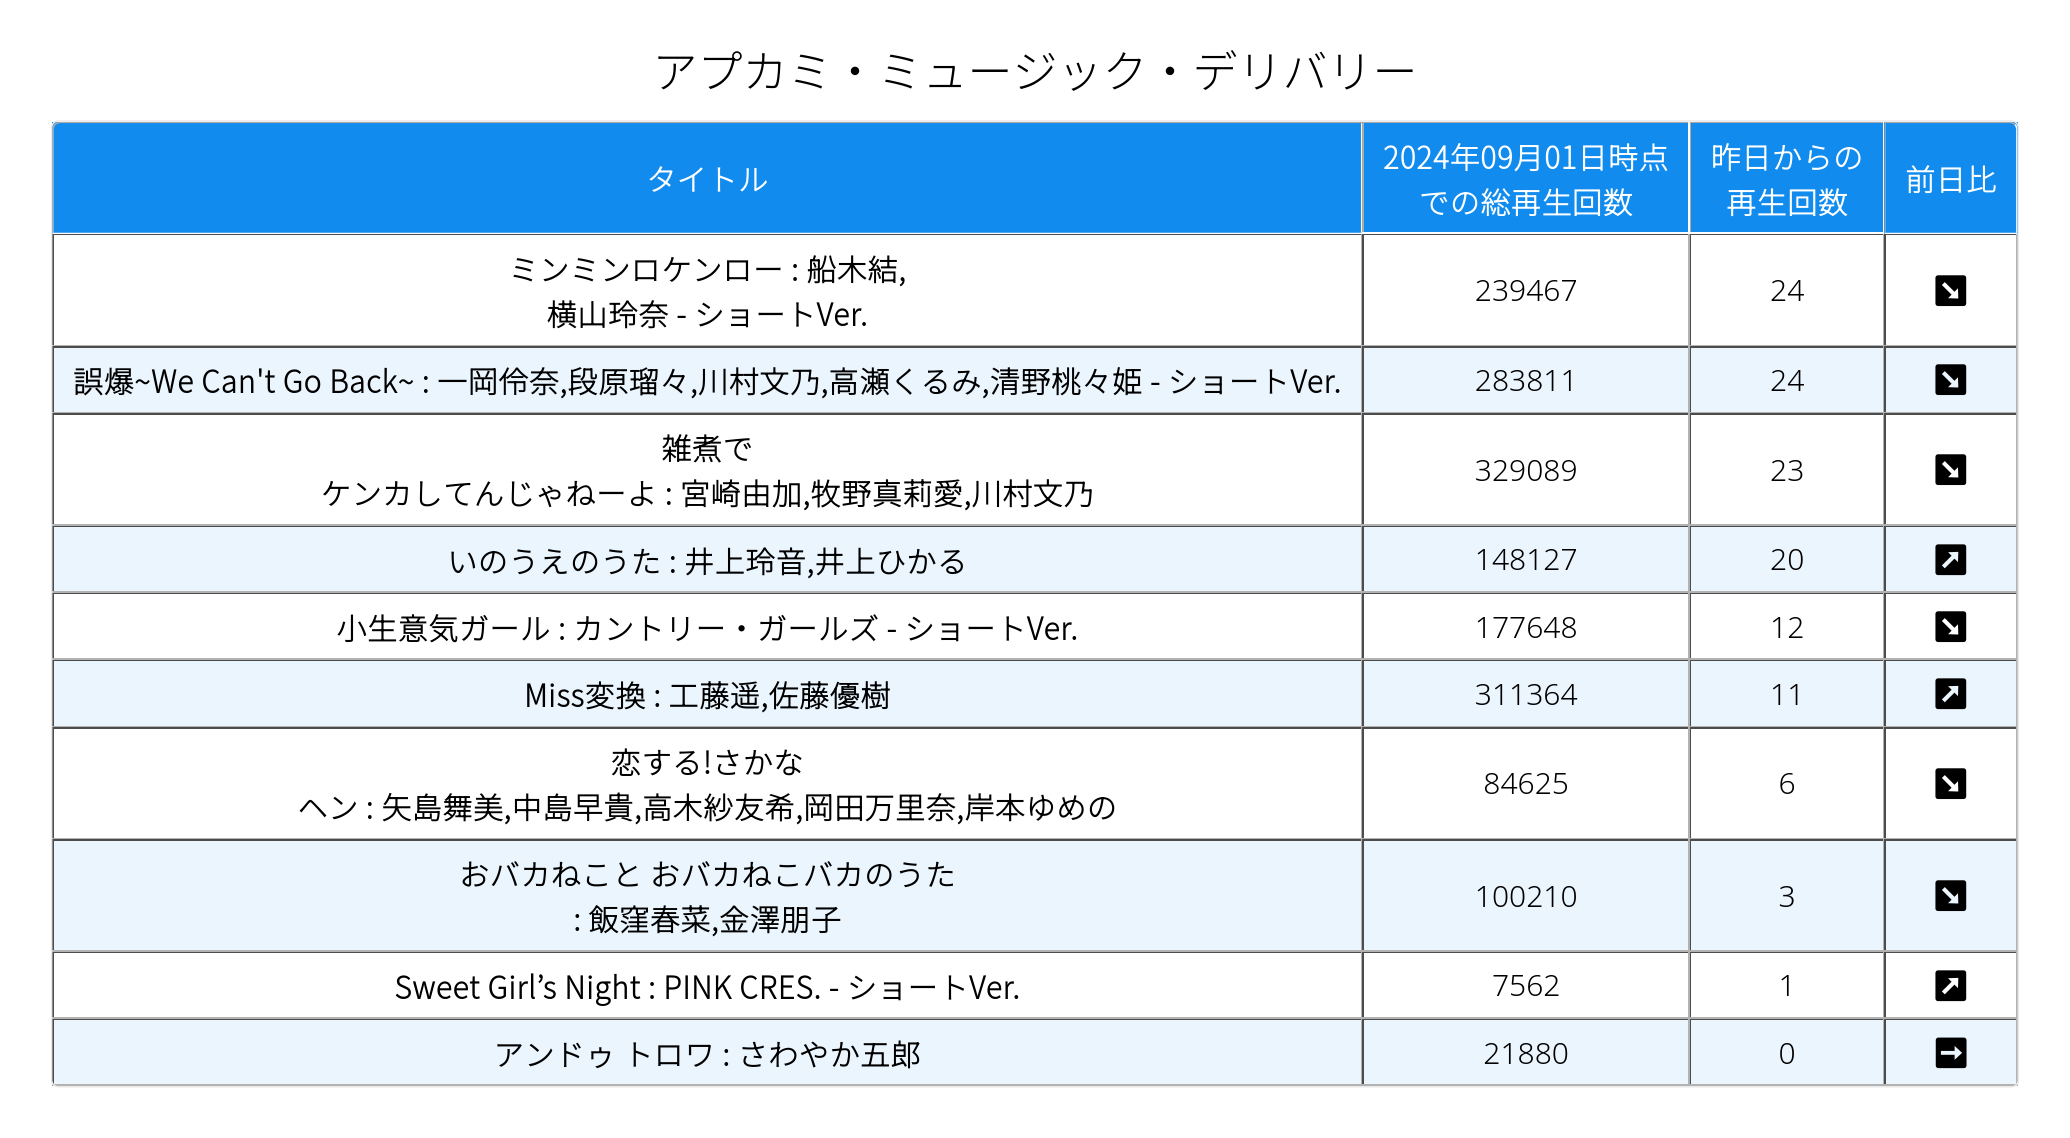 アプカミ・ミュージック・デリバリー
タイトル
2024年09月01日時点
での総再生回数
昨日からの
再生回数
前日比
ミンミンロケンロー : 船木結,
横山玲奈 - ショートVer.
239467
24
誤爆~We Can't Go Back~ : 一岡伶奈,段原瑠々,川村文乃,高瀬くるみ,清野桃々姫 - ショートVer.
283811
24
雑煮で
ケンカしてんじゃねーよ : 宮崎由加,牧野真莉愛,川村文乃
329089
23
いのうえのうた : 井上玲音,井上ひかる
148127
20
小生意気ガール : カントリー・ガールズ - ショートVer.
177648
12
Miss変換 : 工藤遥,佐藤優樹
311364
11
恋する!さかな
ヘン : 矢島舞美,中島早貴,高木紗友希,岡田万里奈,岸本ゆめの
84625
6
おバカねこと おバカねこバカのうた
: 飯窪春菜,金澤朋子
100210
3
Sweet Girl’s Night : PINK CRES. - ショートVer.
7562
1
アンドゥ トロワ : さわやか五郎
21880
0